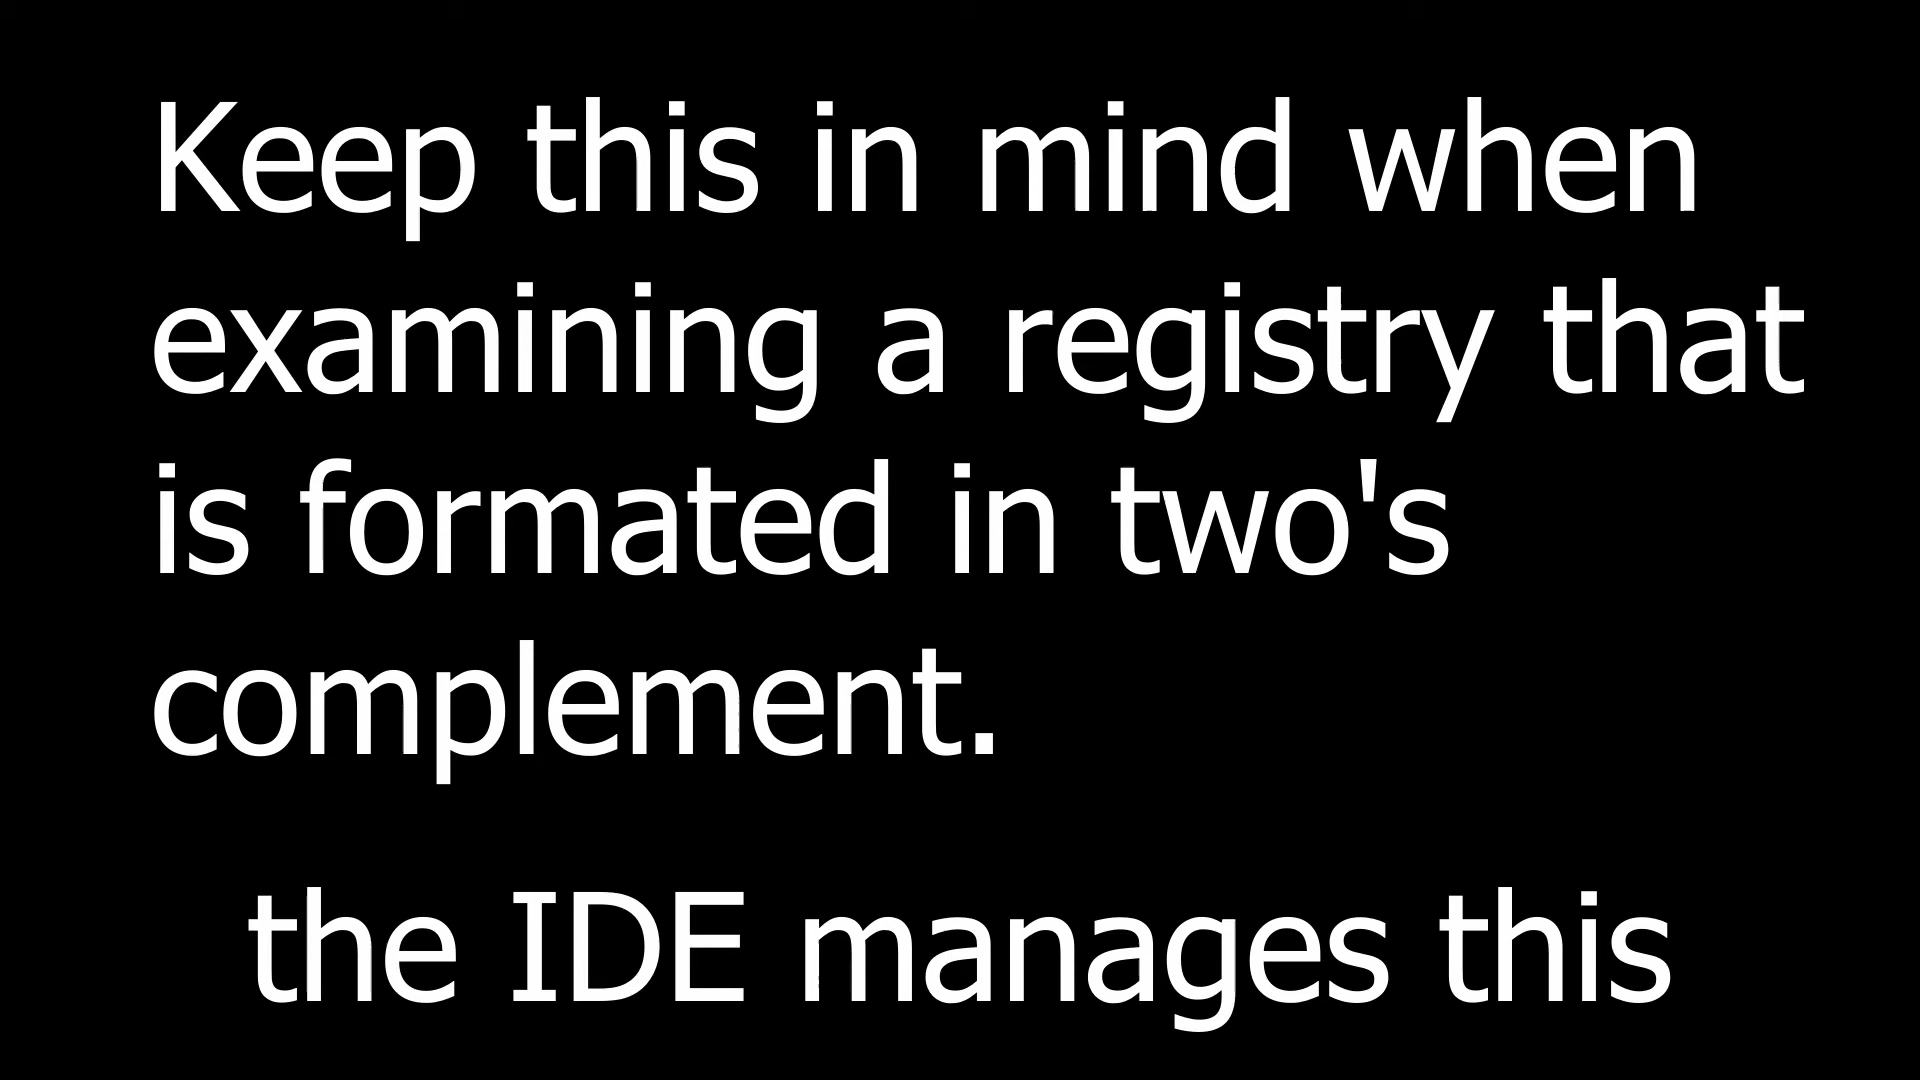 Keep this in mind when
examining a registry that
is formated in two's
complement.
the IDE manages this